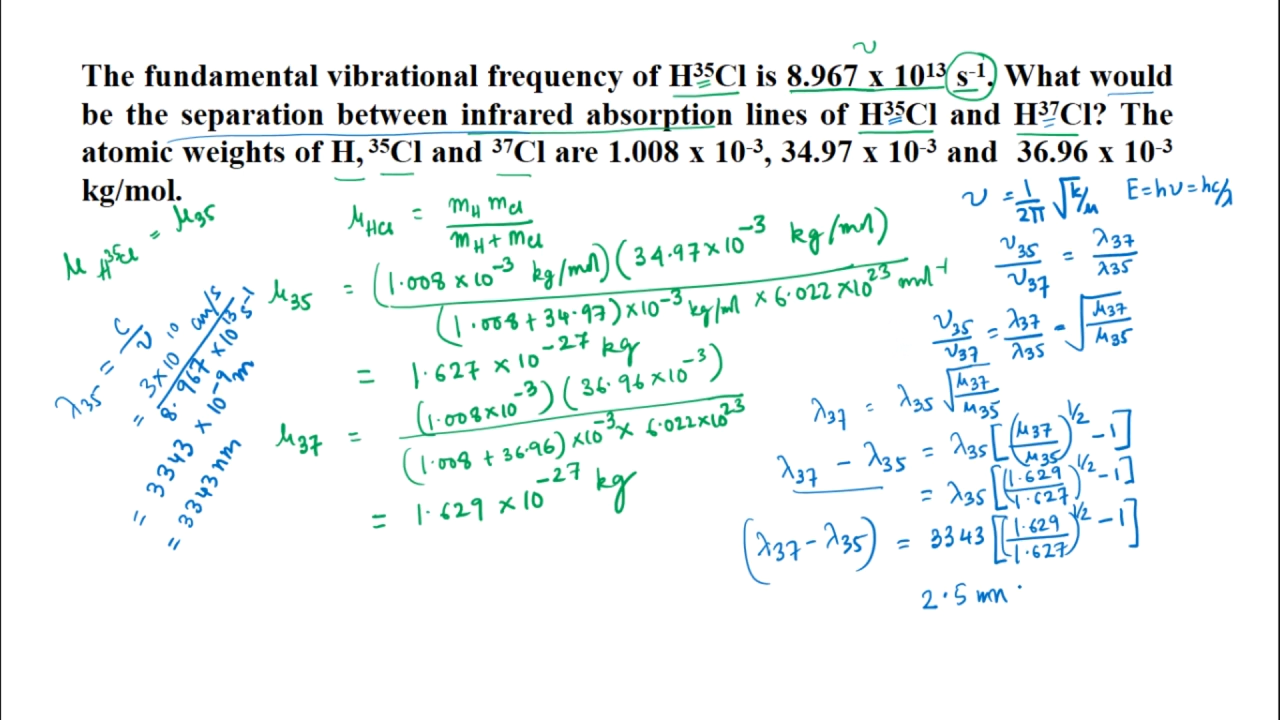 The fundamental vibrational frequency of H³⁵Cl is 8.967 x 10¹³ s⁻¹. What would
be the separation between infrared absorption lines of H³⁵Cl and H³⁷Cl? The
atomic weights of H, ³⁵Cl and ³⁷Cl are 1.008 x 10⁻³, 34.97 x 10⁻³ and 36.96 x 10⁻³
kg/mol.
ν
μ H³⁵Cl = μ35
μHCl = mH mCl / mH + mCl
μ35 = (1.008 × 10⁻³ kg/mol) (34.97 × 10⁻³ kg/mol) / (1.008 + 34.97) × 10⁻³ kg/mol × 6.022 × 10²³ mol⁻¹
= 1.627 × 10⁻²⁷ kg
μ37 = (1.008 × 10⁻³) (36.96 × 10⁻³) / (1.008 + 36.96) × 10⁻³ × 6.022 × 10²³
= 1.629 × 10⁻²⁷ kg
λ35 = c / ν
= 3 × 10¹⁰ cm/s / 8.967 × 10¹³ s⁻¹
= 3343 × 10⁻⁹ m
= 3343 nm
ν = 1/2π √k/μ E = hν = hc/λ
ν35 / ν37 = λ37 / λ35
ν35 / ν37 = λ37 / λ35 = √μ37 / μ35
λ37 = λ35 √μ37 / μ35
λ37 − λ35 = λ35 [(μ37 / μ35)^1/2 − 1]
= λ35 [(1.629 / 1.627)^1/2 − 1]
(λ37 − λ35) = 3343 [(1.629 / 1.627)^1/2 − 1]
2.5 mn .